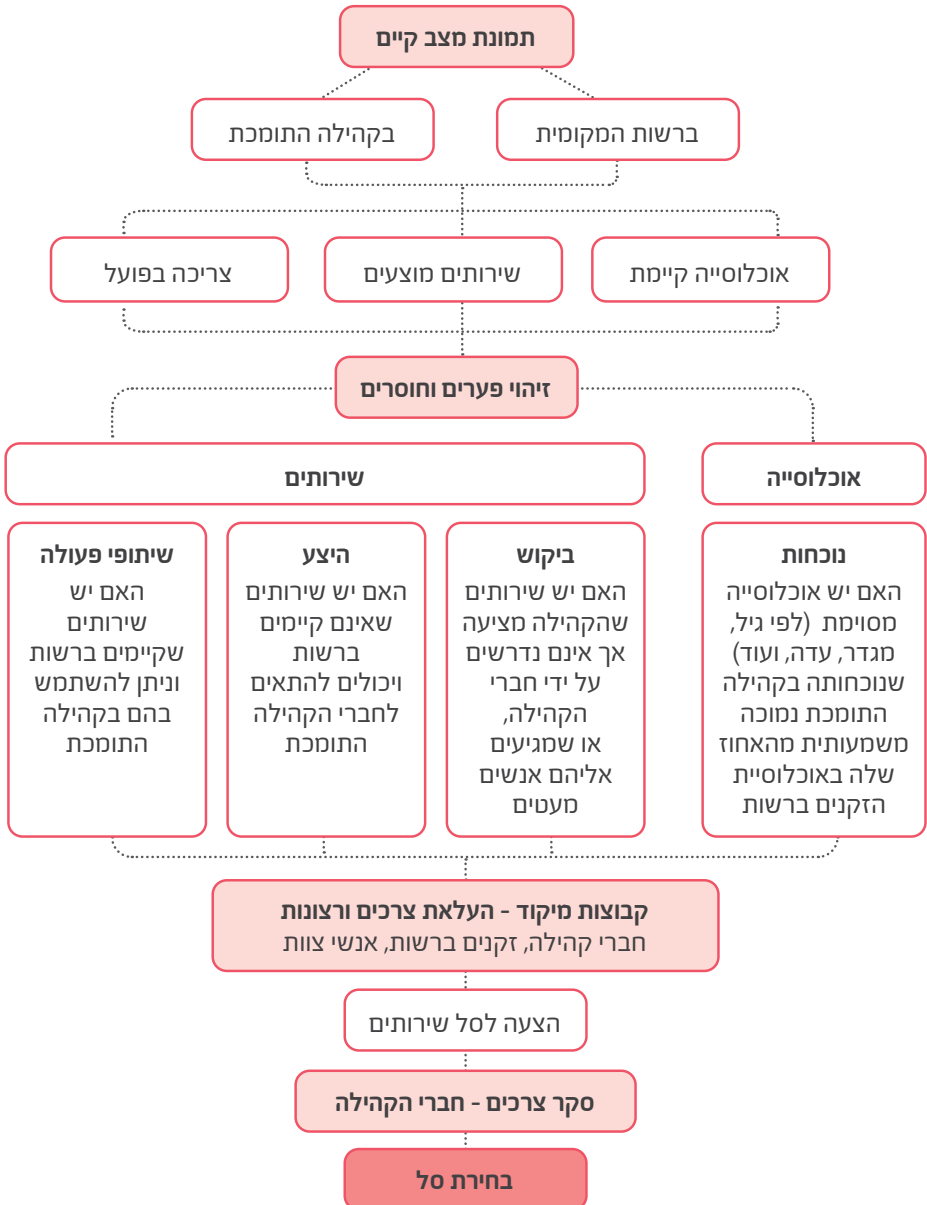 תמונת מצב קיים
ברשות המקומית
בקהילה התומכת
אוכלוסייה קיימת
שירותים מוצעים
צריכה בפועל
זיהוי פערים וחוסרים
אוכלוסייה
שירותים
נוכחות
האם יש אוכלוסייה
מסוימת (לפי גיל,
מגדר, עדה, ועוד)
שנוכחותה בקהילה
התומכת נמוכה
משמעותית מהאחוז
שלה באוכלוסיית
הזקנים ברשות
ביקוש
האם יש שירותים
שהקהילה מציעה
אך אינם נדרשים
על ידי חברי
הקהילה,
או שמגיעים
אליהם אנשים
מעטים
היצע
האם יש שירותים
שאינם קיימים
ברשות
ויכולים להתאים
לחברי הקהילה
התומכת
שיתופי פעולה
האם יש
שירותים
שקיימים ברשות
וניתן להשתמש
בהם בקהילה
התומכת
קבוצות מיקוד - העלאת צרכים ורצונות
חברי קהילה, זקנים ברשות, אנשי צוות
הצעה לסל שירותים
סקר צרכים - חברי הקהילה
בחירת סל